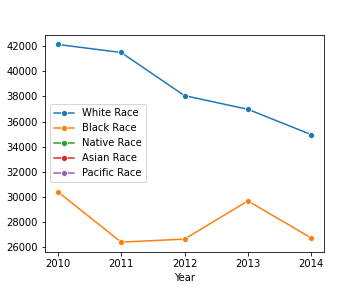 42000
40000
38000
36000
34000
32000
30000
28000
26000
White Race
Black Race
Native Race
Asian Race
Pacific Race
2010 2011 2012 2013 2014
Year